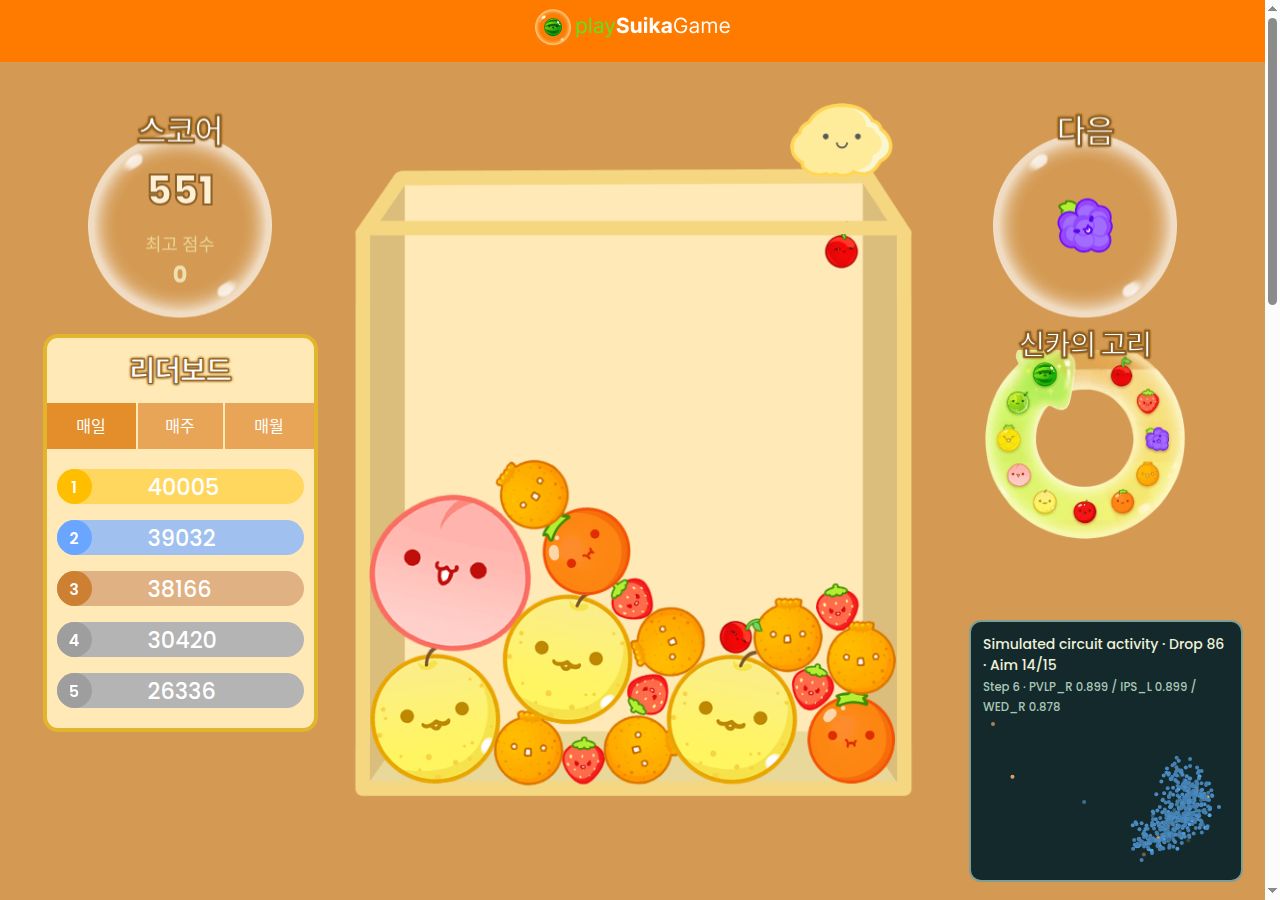 playSuikaGame
스코어
551
최고 점수
0
다음
신카의 고리
리더보드
매일 매주 매월
1 40005
2 39032
3 38166
4 30420
5 26336
Simulated circuit activity · Drop 86
· Aim 14/15
Step 6 · PVLP_R 0.899 / IPS_L 0.899 /
WED_R 0.878